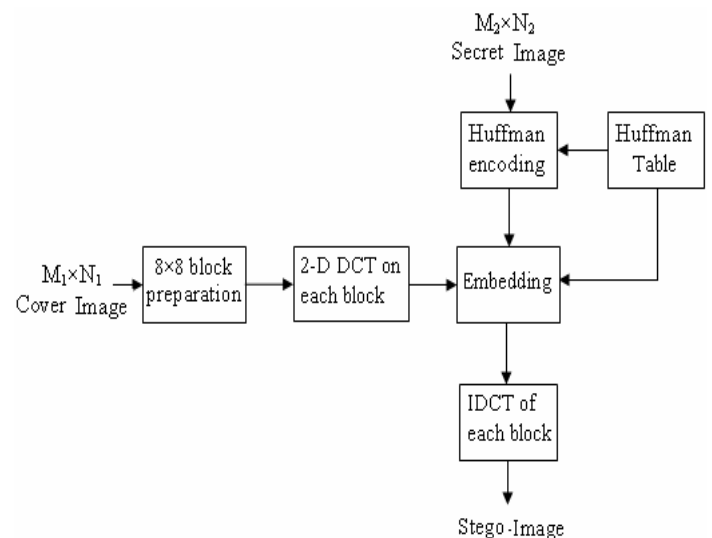 M₂×N₂
Secret Image
Huffman
encoding
Huffman
Table
M₁×N₁
Cover Image
8×8 block
preparation
2-D DCT on
each block
Embedding
IDCT of
each block
Stego-Image